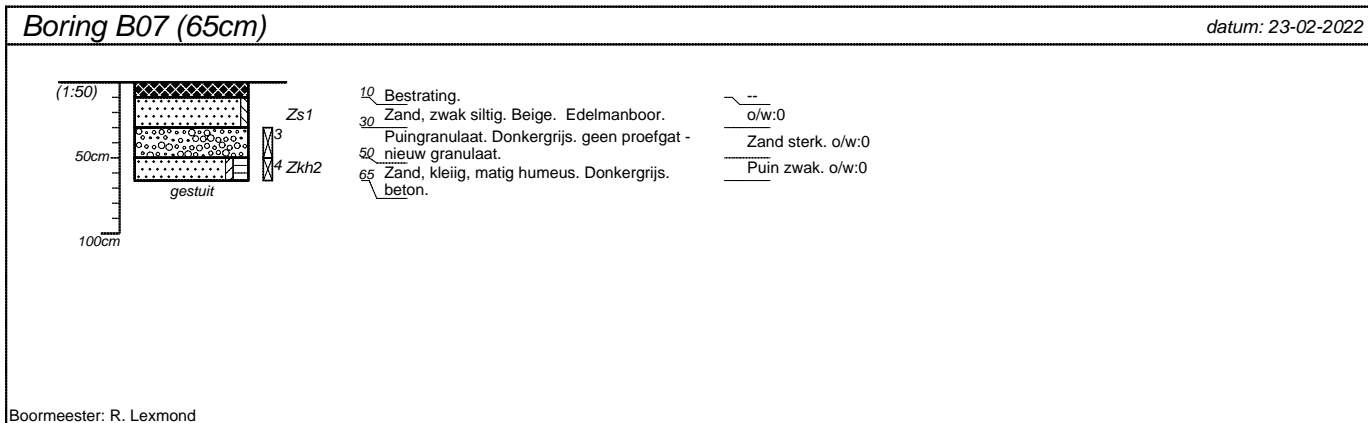 Boring B07 (65cm)
datum: 23-02-2022
(1:50)
50cm
100cm
gestuit
Zs1
3
4 Zkh2
10 Bestrating.
30 Zand, zwak siltig. Beige. Edelmanboor.
Puingranulaat. Donkergrijs. geen proefgat -
50 nieuw granulaat.
65 Zand, kleiig, matig humeus. Donkergrijs.
beton.
--
o/w:0
Zand sterk. o/w:0
Puin zwak. o/w:0
Boormeester: R. Lexmond